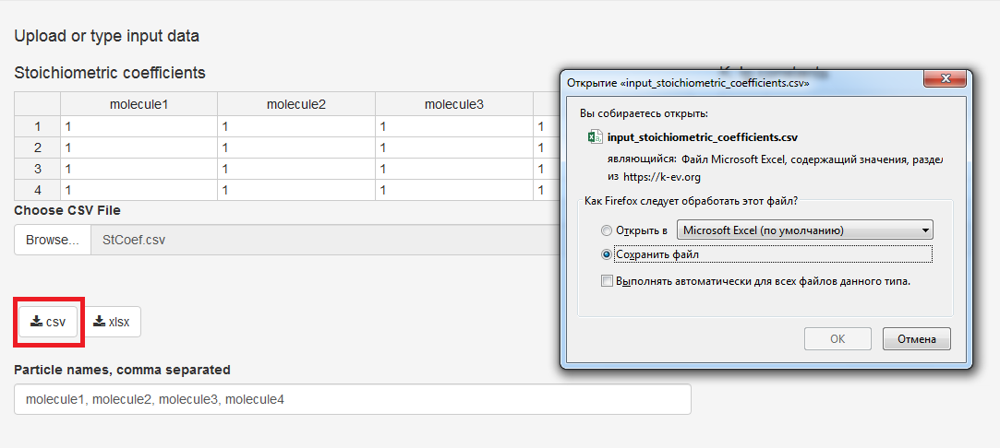 Upload or type input data
Stoichiometric coefficients
molecule1 molecule2 molecule3
1 1 1 1 1
2 1 1 1 1
3 1 1 1 1
4 1 1 1 1
Choose CSV File
Browse... StCoef.csv
csv xlsx
Particle names, comma separated
molecule1, molecule2, molecule3, molecule4
Открытие «input_stoichiometric_coefficients.csv»
Вы собираетесь открыть:
input_stoichiometric_coefficients.csv
являющийся: Файл Microsoft Excel, содержащий значения, раздел
из https://k-ev.org
Как Firefox следует обработать этот файл?
Открыть в Microsoft Excel (по умолчанию)
Сохранить файл
Выполнять автоматически для всех файлов данного типа.
OK Отмена